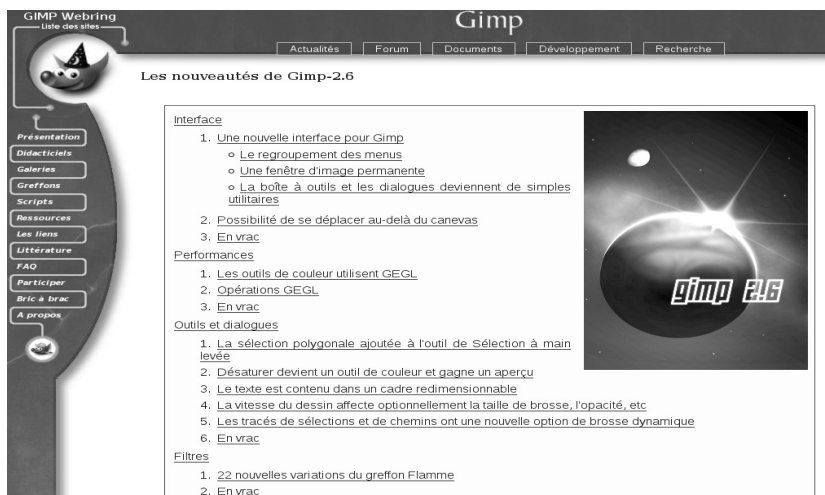 GIMP Webring
Liste des sites
Gimp
Actualités
Forum
Documents
Développement
Recherche
Présentation
Didacticiels
Galeries
Greffons
Scripts
Ressources
Les liens
Littérature
FAQ
Participer
Bric à brac
A propos
Les nouveautés de Gimp-2.6
Interface
1. Une nouvelle interface pour Gimp
o Le regroupement des menus
o Une fenêtre d'image permanente
o La boîte à outils et les dialogues deviennent de simples
utilitaires
2. Possibilité de se déplacer au-delà du canevas
3. En vrac
Performances
1. Les outils de couleur utilisent GEGL
2. Opérations GEGL
3. En vrac
Outils et dialogues
1. La sélection polygonale ajoutée à l'outil de Sélection à main
levée
2. Désaturer devient un outil de couleur et gagne un aperçu
3. Le texte est contenu dans un cadre redimensionnable
4. La vitesse du dessin affecte optionnellement la taille de brosse, l'opacité, etc
5. Les tracés de sélections et de chemins ont une nouvelle option de brosse dynamique
6. En vrac
Filtres
1. 22 nouvelles variations du greffon Flamme
2. En vrac
gimp 2.6